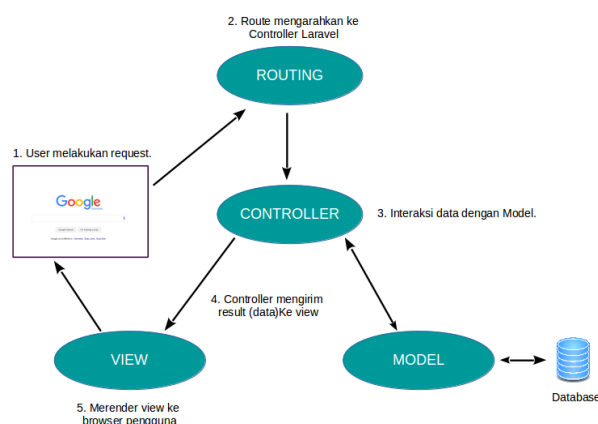 2. Route mengarahkan ke
Controller Laravel
ROUTING
1. User melakukan request.
Google
CONTROLLER
3. Interaksi data dengan Model.
4. Controller mengirim
result (data)Ke view
VIEW
MODEL
Database
5. Merender view ke
browser pengguna